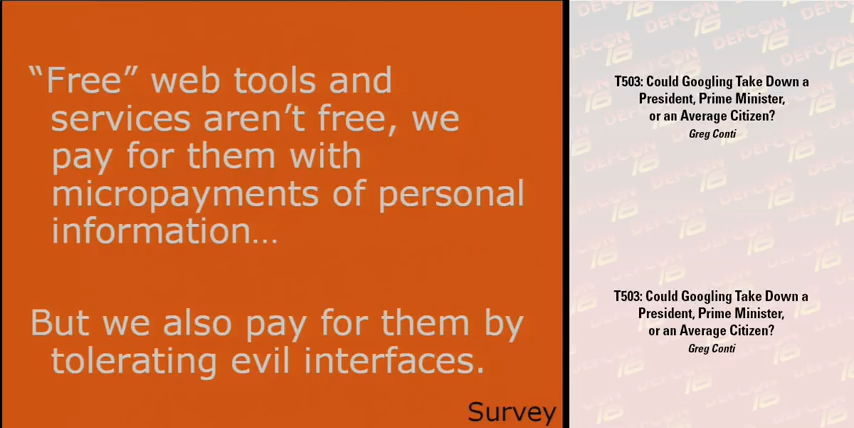 “Free” web tools and
services aren’t free, we
pay for them with
micropayments of personal
information…
But we also pay for them by
tolerating evil interfaces.
Survey
T503: Could Googling Take Down a
President, Prime Minister,
or an Average Citizen?
Greg Conti
T503: Could Googling Take Down a
President, Prime Minister,
or an Average Citizen?
Greg Conti